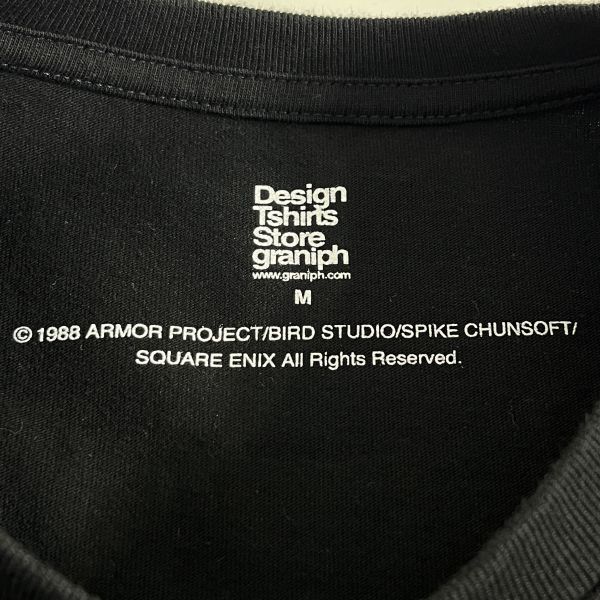 Design
Tshirts
Store
graniph
www.graniph.com
M
© 1988 ARMOR PROJECT/BIRD STUDIO/SPIKE CHUNSOFT/
SQUARE ENIX All Rights Reserved.